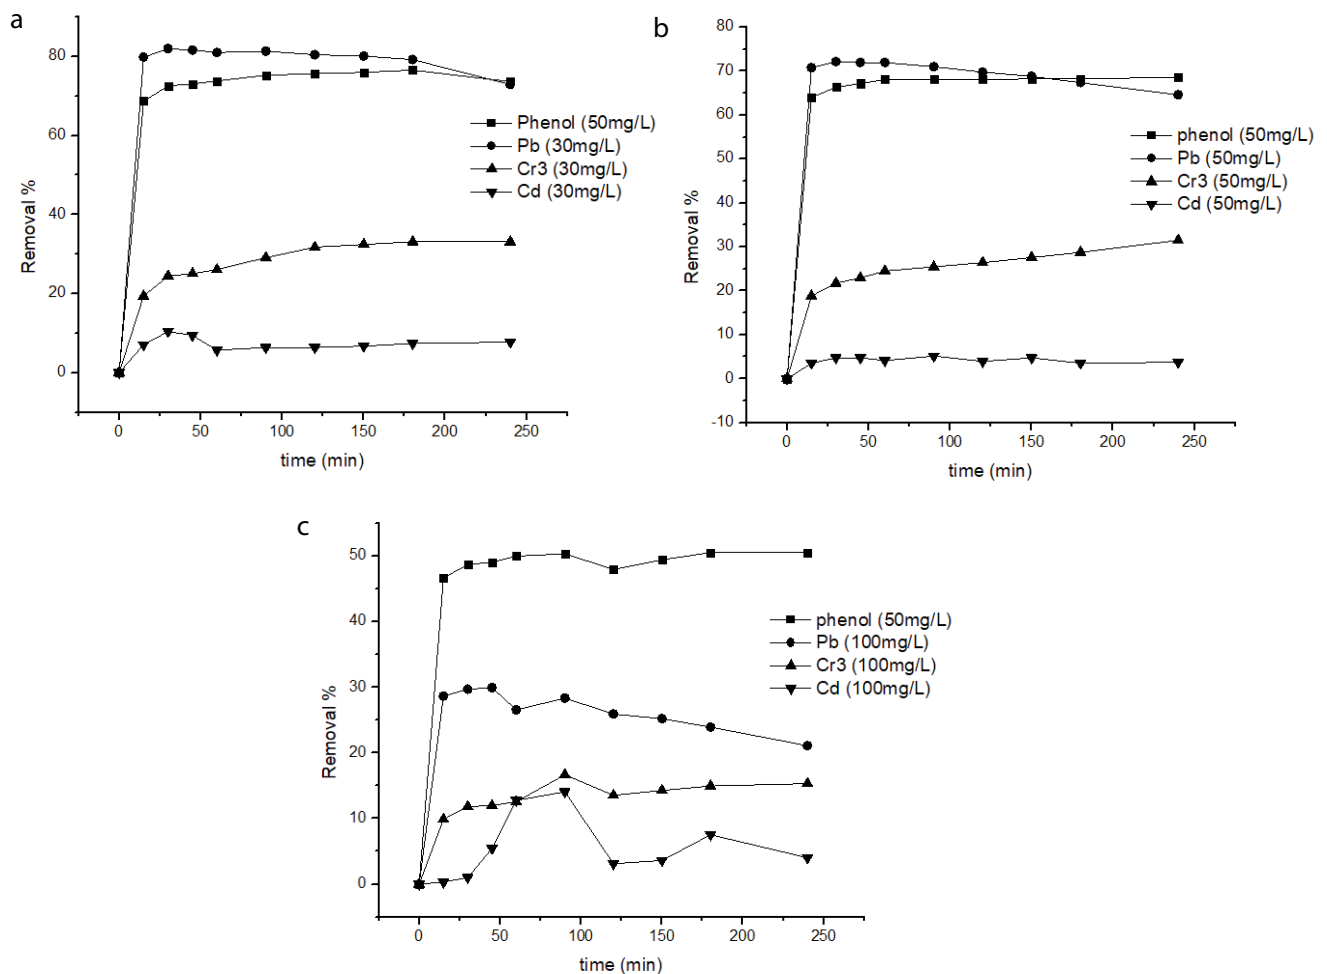 a
80
60
40
20
0
Removal %
0
50
100
150
200
250
time (min)
Phenol (50mg/L)
Pb (30mg/L)
Cr3 (30mg/L)
Cd (30mg/L)
b
80
70
60
50
40
30
20
10
0
-10
Removal %
0
50
100
150
200
250
time (min)
phenol (50mg/L)
Pb (50mg/L)
Cr3 (50mg/L)
Cd (50mg/L)
c
50
40
30
20
10
0
Removal %
0
50
100
150
200
250
time (min)
phenol (50mg/L)
Pb (100mg/L)
Cr3 (100mg/L)
Cd (100mg/L)